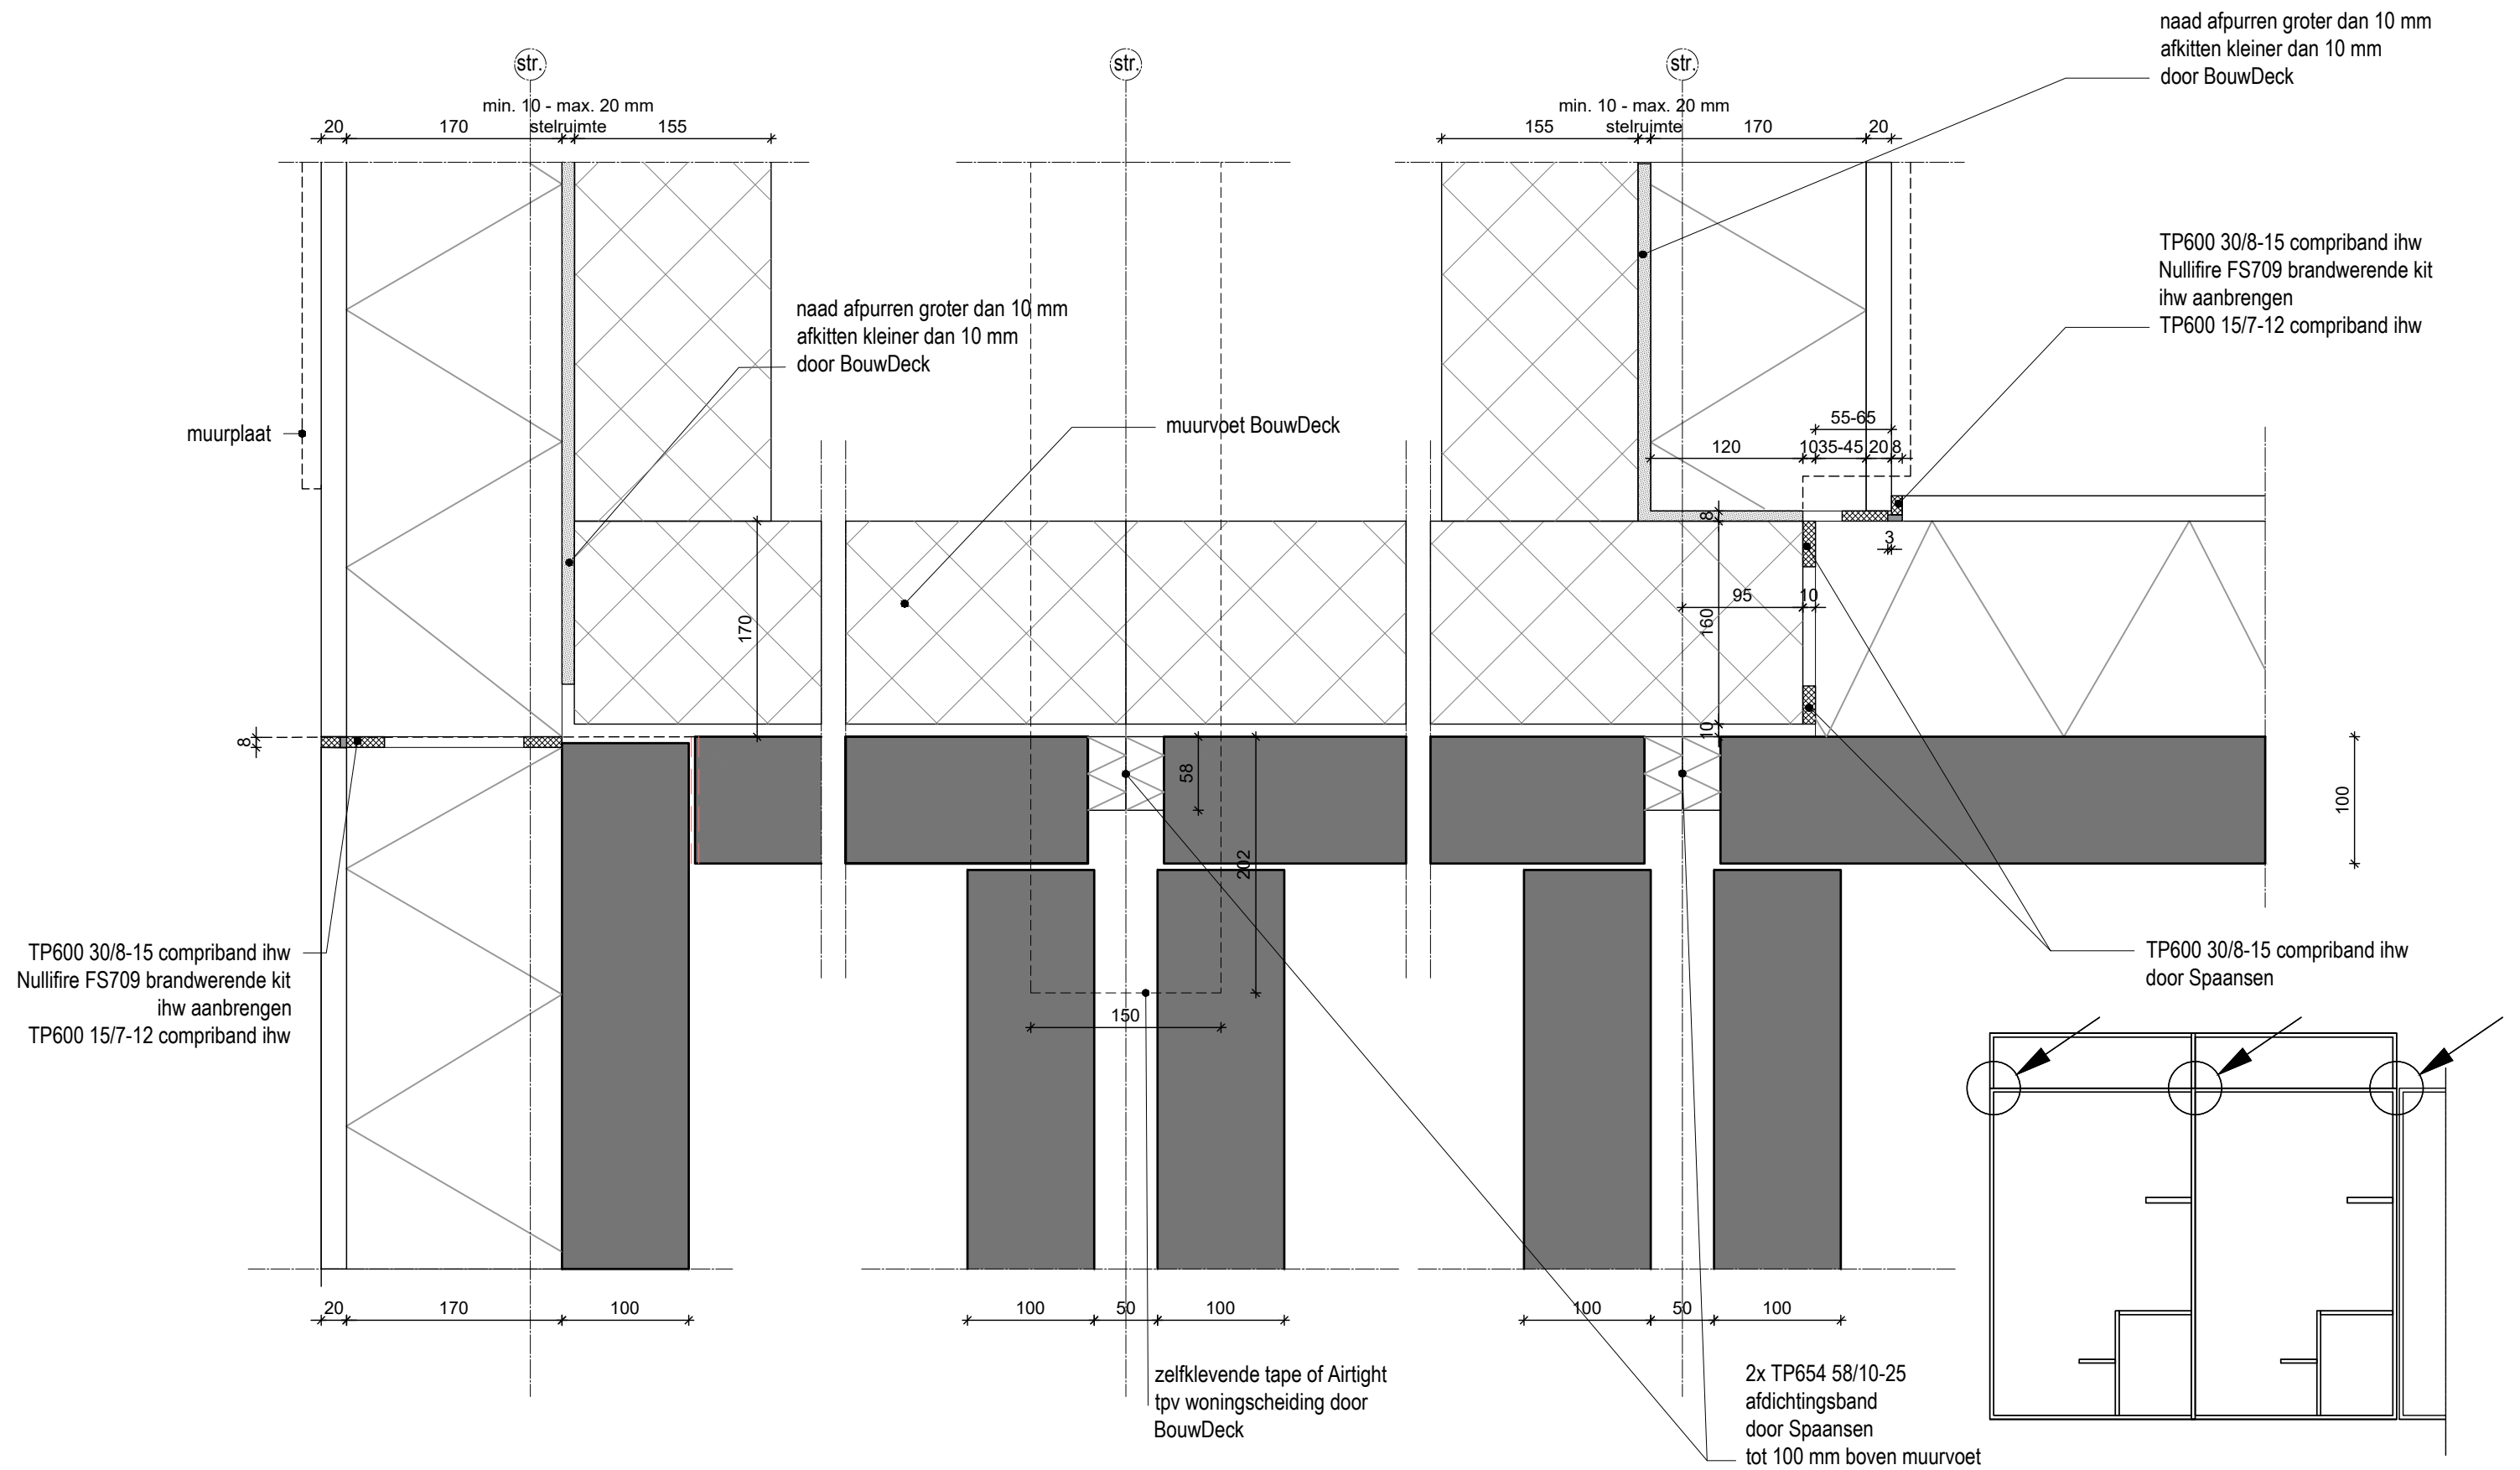 naad afpurren groter dan 10 mm
afkitten kleiner dan 10 mm
door BouwDeck
str.
str.
str.
min. 10 - max. 20 mm
stelruimte
20
170
155
min. 10 - max. 20 mm
stelruimte
155
170
20
TP600 30/8-15 compriband ihw
Nullifire FS709 brandwerende kit
ihw aanbrengen
TP600 15/7-12 compriband ihw
naad afpurren groter dan 10 mm
afkitten kleiner dan 10 mm
door BouwDeck
muurplaat
muurvoet BouwDeck
55-65
120
10
35-45
20
8
8
3
170
95
10
160
10
8
58
202
100
TP600 30/8-15 compriband ihw
Nullifire FS709 brandwerende kit
ihw aanbrengen
TP600 15/7-12 compriband ihw
TP600 30/8-15 compriband ihw
door Spaansen
150
20
170
100
100
50
100
100
50
100
zelfklevende tape of Airtight
tpv woningscheiding door
BouwDeck
2x TP654 58/10-25
afdichtingsband
door Spaansen
tot 100 mm boven muurvoet